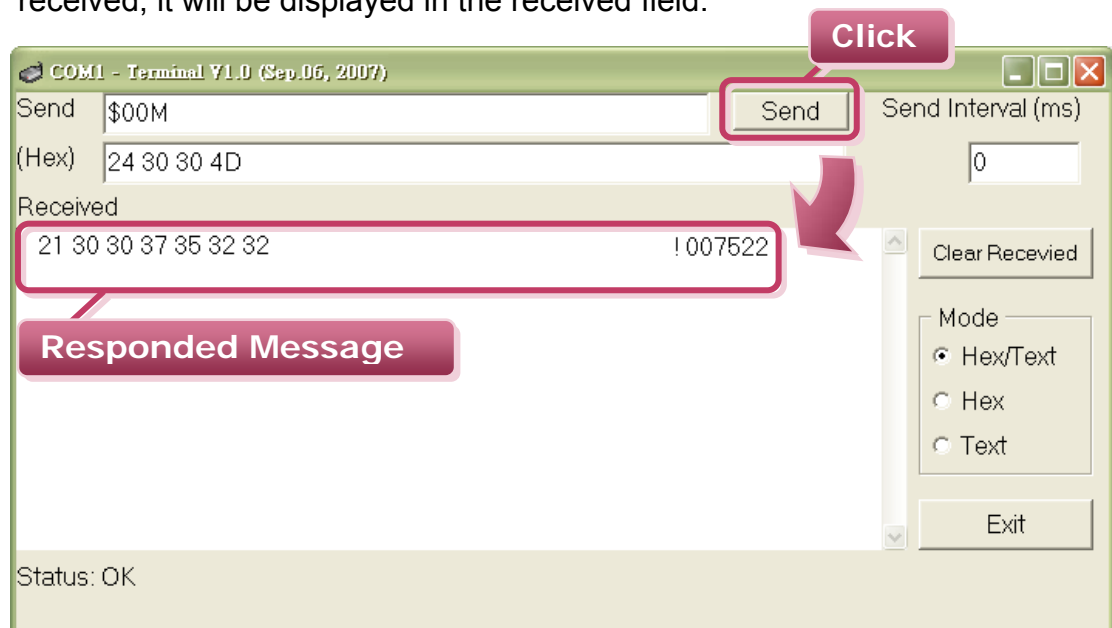 received, it will be displayed in the received field.
Click
COM1 - Terminal V1.0 (Sep.06, 2007)
Send $00M Send Send Interval (ms)
(Hex) 24 30 30 4D 0
Received
21 30 30 37 35 32 32 !007522
Clear Recevied
Responded Message
Mode
Hex/Text
Hex
Text
Exit
Status: OK